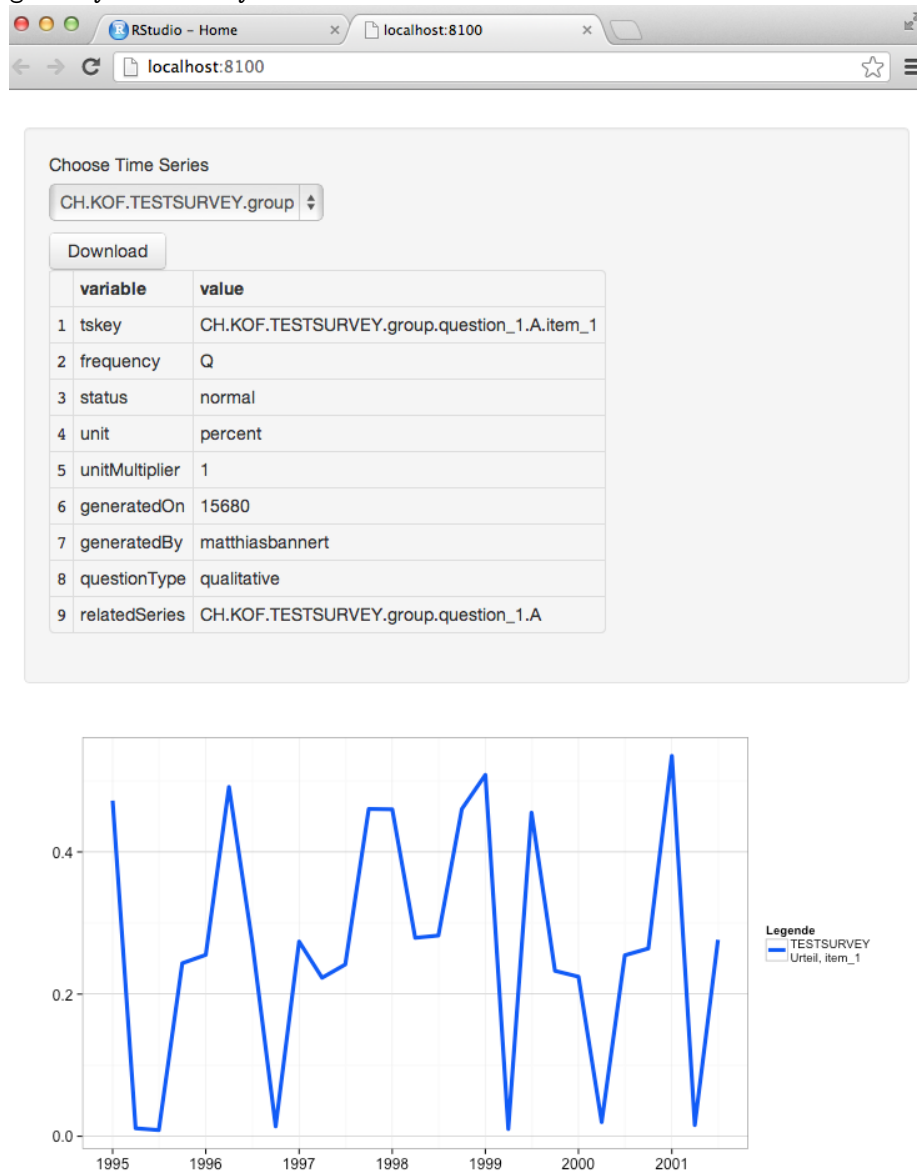 RStudio - Home
localhost:8100
localhost:8100
Choose Time Series
CH.KOF.TESTSURVEY.group
Download
variable value
1 tskey CH.KOF.TESTSURVEY.group.question_1.A.item_1
2 frequency Q
3 status normal
4 unit percent
5 unitMultiplier 1
6 generatedOn 15680
7 generatedBy matthiasbannert
8 questionType qualitative
9 relatedSeries CH.KOF.TESTSURVEY.group.question_1.A
0.4
0.2
0.0
Legende
TESTSURVEY
Urteil, item_1
1995 1996 1997 1998 1999 2000 2001